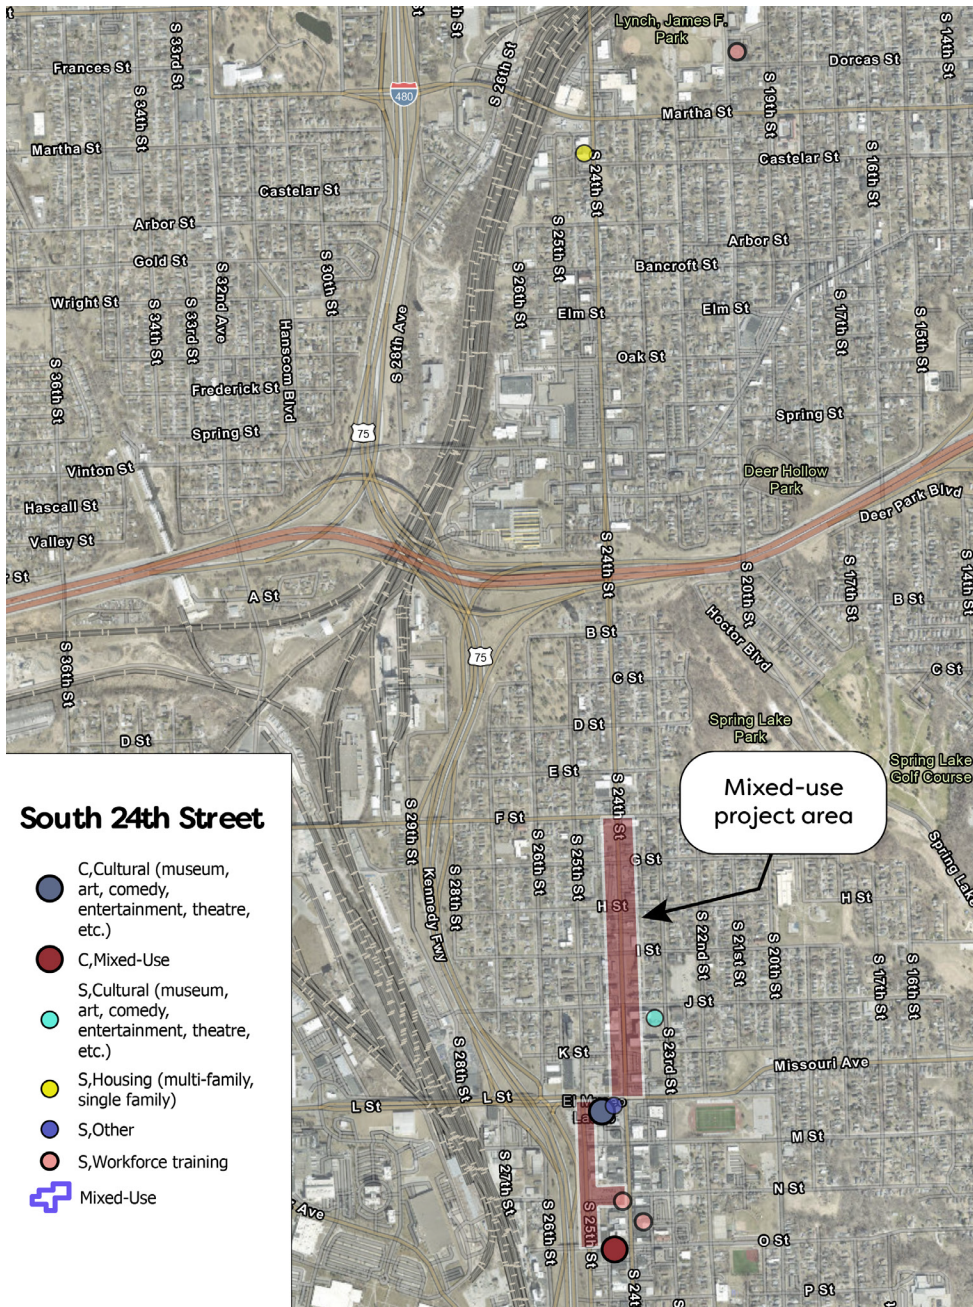 S 33rd St
Frances St
S 34th St
Martha St
Castelar St
Arbor St
Gold St
Wright St
S 34th St
S 33rd St
S 32nd Ave
S 30th St
Hanscom Blvd
S 36th St
Frederick St
Spring St
Vinton St
Hascall St
Valley St
St
A St
S 36th St
D St
480
S 26th St
S 28th Ave
75
75
Lynch, James F.
Park
Dorcas St
S 14th St
S 19th St
Martha St
Castelar St
S 16th St
S 24th St
S 25th St
Arbor St
Bancroft St
S 26th St
Elm St
Elm St
S 17th St
S 15th St
Oak St
Spring St
Deer Hollow
Park
Deer Park Blvd
S 24th St
S 20th St
S 17th St
S 14th St
B St
B St
Hoctor Blvd
C St
C St
D St
Spring Lake
Park
Spring Lake
Golf Course
E St
S 24th St
Mixed-use
project area
F St
S 29th St
S 26th St
S 25th St
G St
Spring Lake
S 28th St
Kennedy Fwy
H St
H St
S 22nd St
S 21st St
S 20th St
I St
S 17th St
S 16th St
J St
S 28th St
K St
S 23rd St
Missouri Ave
L St
L St
M St
S 27th St
N St
S 26th St
S 25th St
O St
Ave
P St
South 24th Street
C,Cultural (museum,
art, comedy,
entertainment, theatre,
etc.)
C,Mixed-Use
S,Cultural (museum,
art, comedy,
entertainment, theatre,
etc.)
S,Housing (multi-family,
single family)
S,Other
S,Workforce training
Mixed-Use